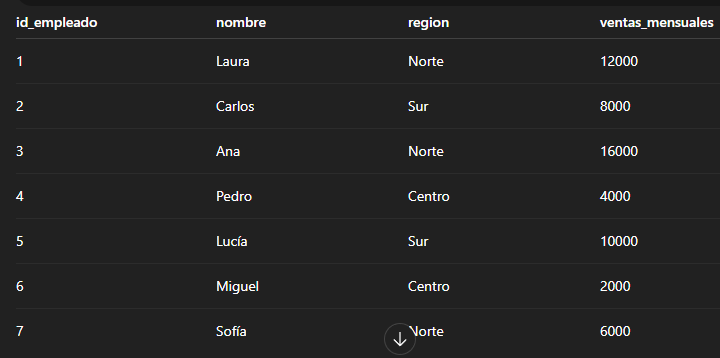 id_empleado nombre region ventas_mensuales
1 Laura Norte 12000
2 Carlos Sur 8000
3 Ana Norte 16000
4 Pedro Centro 4000
5 Lucía Sur 10000
6 Miguel Centro 2000
7 Sofía Norte 6000